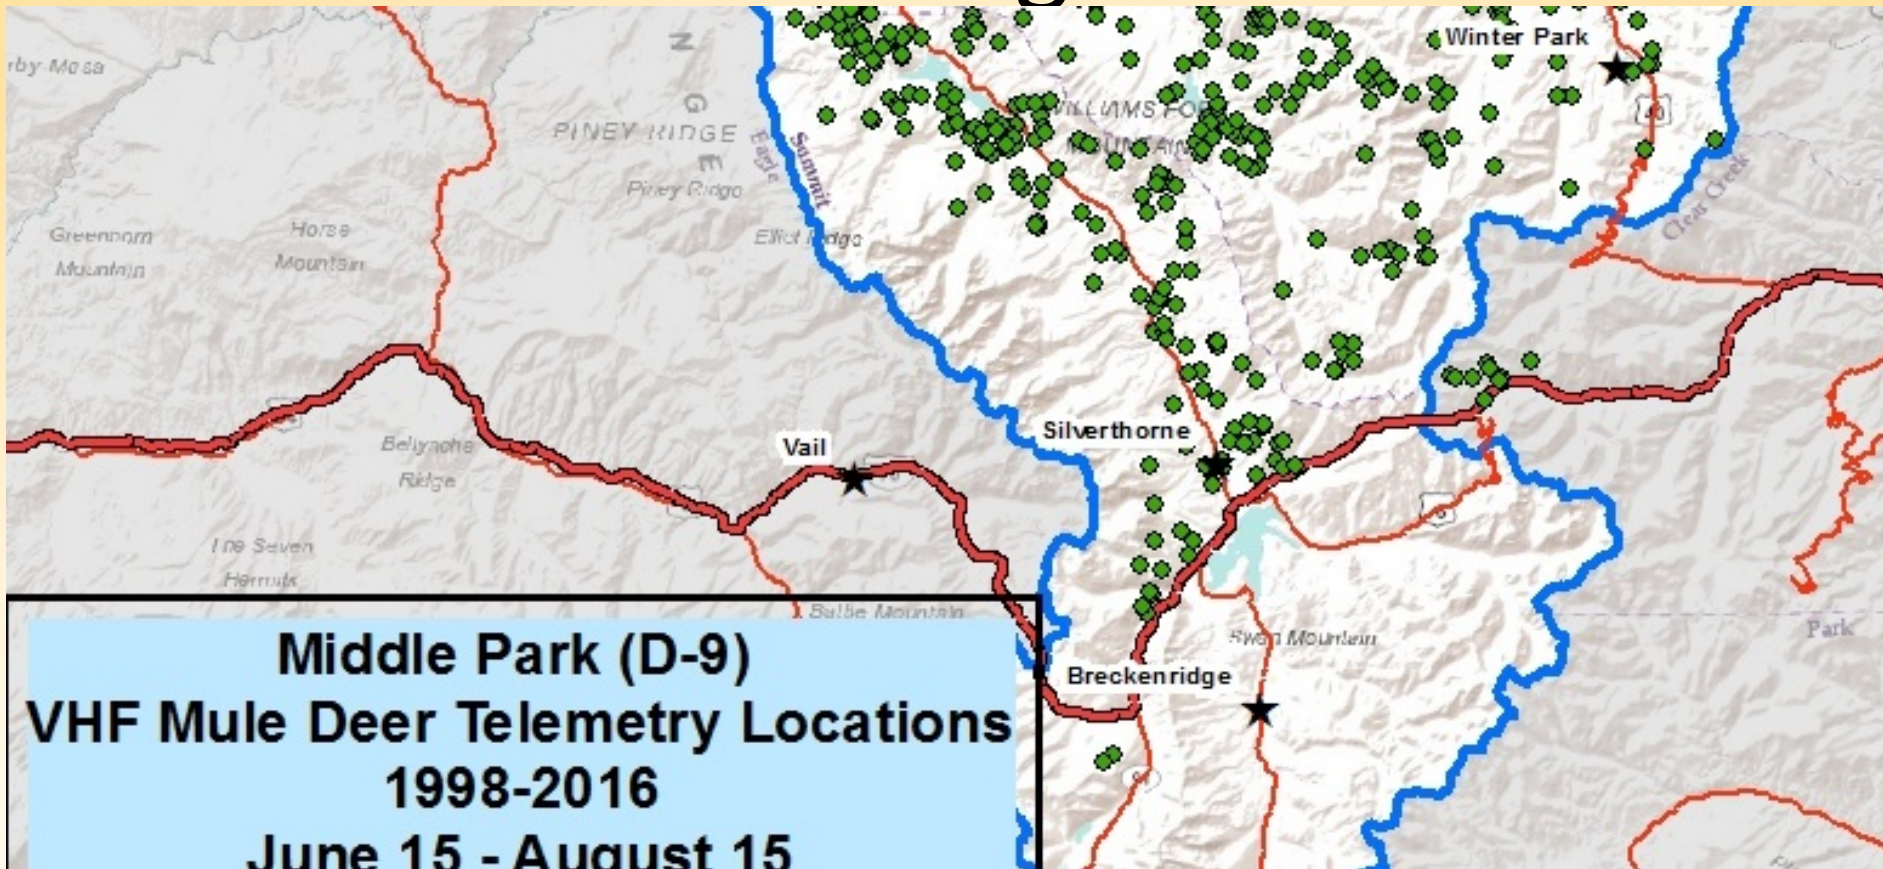 Winter Park
PINEY RIDGE
Piney Ridge
Eagle
Summit
Clear Creek
Greenhorn
Mountain
Horse
Mountain
Elliot Ridge
Silverthorne
Vail
Bellyache
Ridge
The Seven
Hermits
Swan Mountain
Park
Breckenridge
Middle Park (D-9)
VHF Mule Deer Telemetry Locations
1998-2016
June 15 - August 15